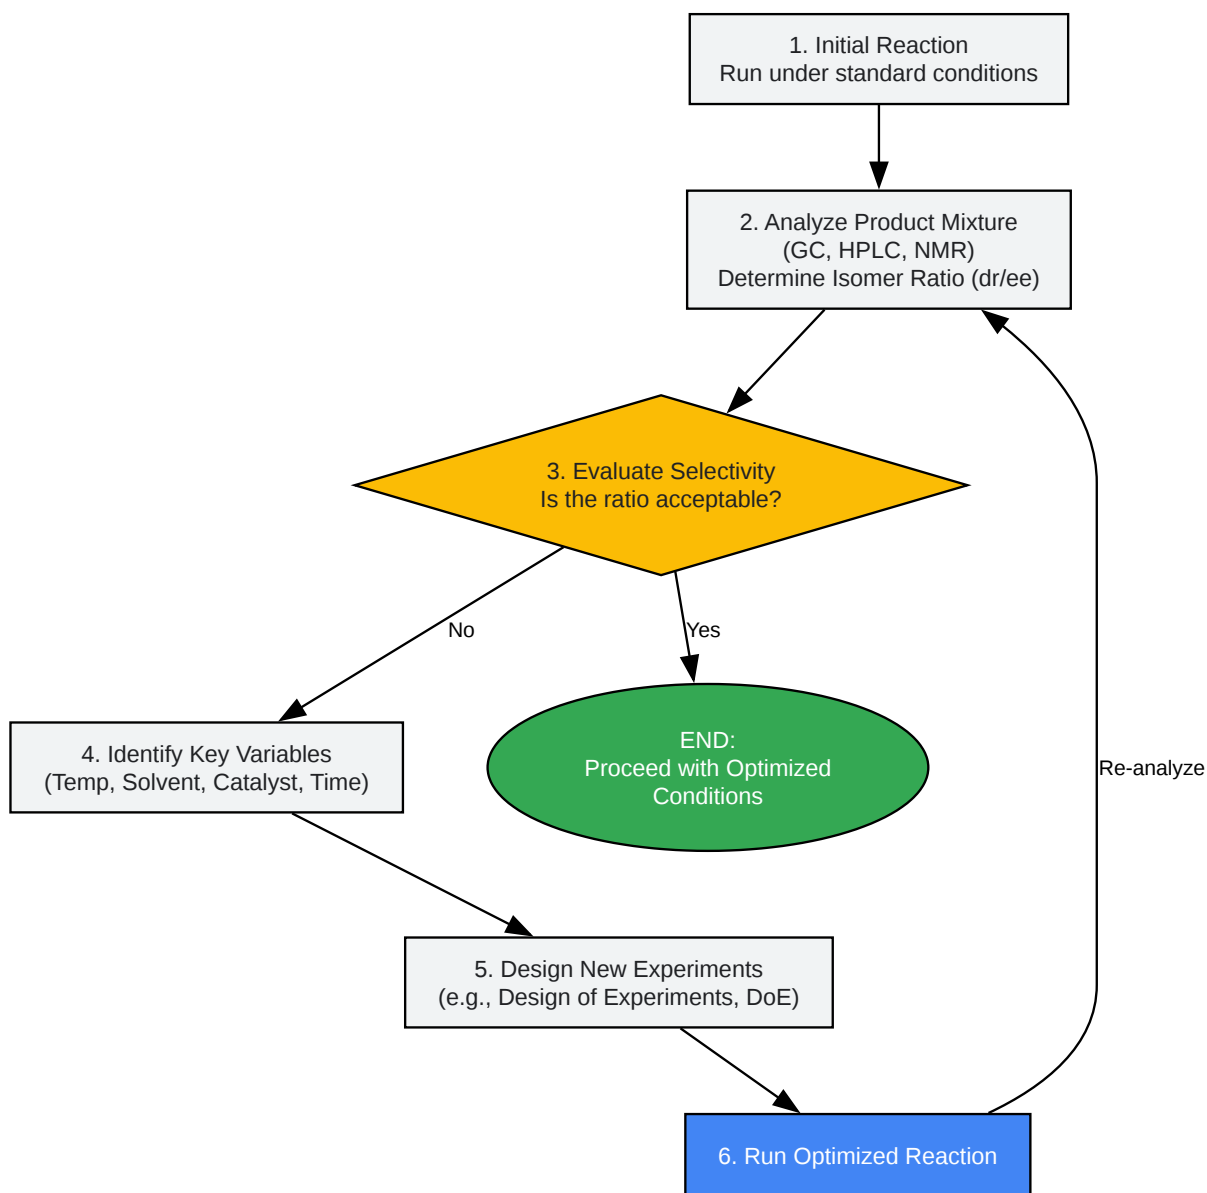 1. Initial Reaction
Run under standard conditions
2. Analyze Product Mixture
(GC, HPLC, NMR)
Determine Isomer Ratio (dr/ee)
3. Evaluate Selectivity
Is the ratio acceptable?
No
Yes
4. Identify Key Variables
(Temp, Solvent, Catalyst, Time)
END:
Proceed with Optimized
Conditions
Re-analyze
5. Design New Experiments
(e.g., Design of Experiments, DoE)
6. Run Optimized Reaction